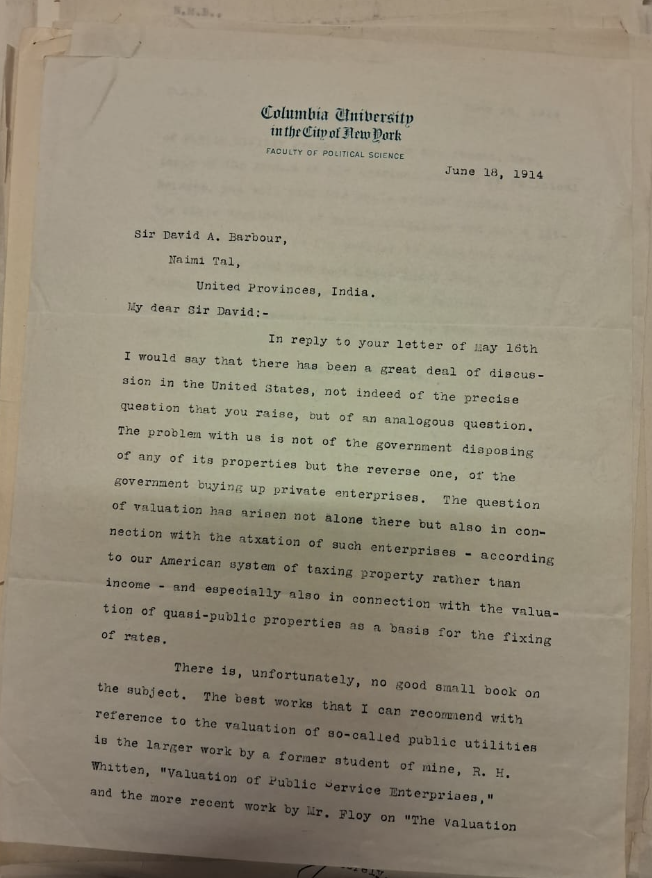 Columbia University
in the City of New York
FACULTY OF POLITICAL SCIENCE
June 18, 1914
Sir David A. Barbour,
Naimi Tal,
United Provinces, India.
My dear Sir David:-
In reply to your letter of May 16th
I would say that there has been a great deal of discus-
sion in the United States, not indeed of the precise
question that you raise, but of an analogous question.
The problem with us is not of the government disposing
of any of its properties but the reverse one, of the
government buying up private enterprises. The question
of valuation has arisen not alone there but also in con-
nection with the atxation of such enterprises - according
to our American system of taxing property rather than
income - and especially also in connection with the valua-
tion of quasi-public properties as a basis for the fixing
of rates.
There is, unfortunately, no good small book on
the subject. The best works that I can recommend with
reference to the valuation of so-called public utilities
is the larger work by a former student of mine, R. H.
Whitten, "Valuation of Public Service Enterprises,"
and the more recent work by Mr. Floy on "The Valuation